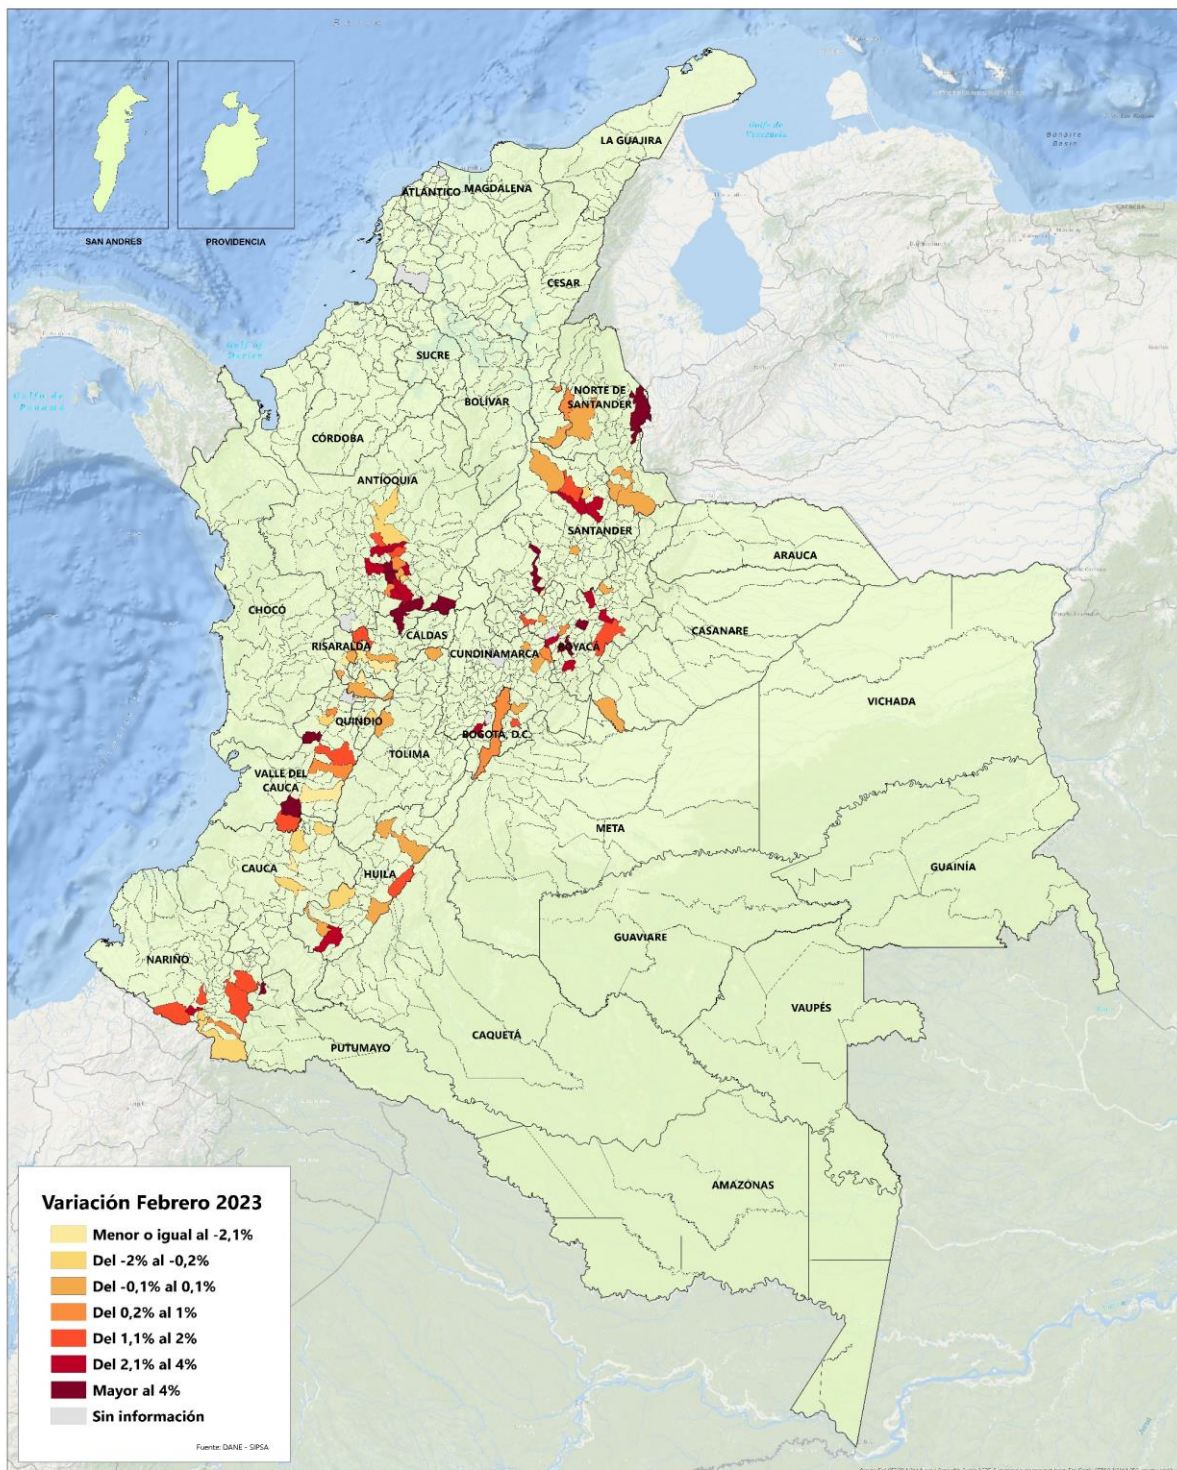 Golfo de
Venezuela
LA GUAJIRA
ATLÁNTICO
MAGDALENA
SAN ANDRES
PROVIDENCIA
CESAR
Golfo de
Panamá
SUCRE
NORTE DE
SANTANDER
BOLÍVAR
CÓRDOBA
ANTIOQUIA
SANTANDER
ARAUCA
CHOCÓ
CASANARE
CALDAS
RISARALDA
CUNDINAMARCA
BOYACÁ
VICHADA
QUINDIO
BOGOTÁ, D.C.
TOLIMA
VALLE DEL
CAUCA
META
CAUCA
HUILA
GUAINÍA
GUAVIARE
NARIÑO
VAUPÉS
CAQUETÁ
PUTUMAYO
AMAZONAS
Variación Febrero 2023
Menor o igual al -2,1%
Del -2% al -0,2%
Del -0,1% al 0,1%
Del 0,2% al 1%
Del 1,1% al 2%
Del 2,1% al 4%
Mayor al 4%
Sin información
Fuente: DANE - SIPSA